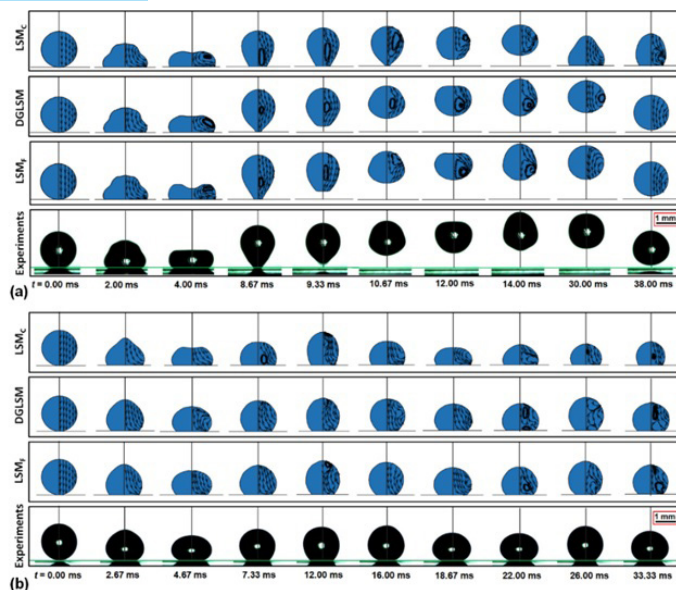 LSMC
DGLSM
LSMF
Experiments
1 mm
(a)
t = 0.00 ms 2.00 ms 4.00 ms 8.67 ms 9.33 ms 10.67 ms 12.00 ms 14.00 ms 30.00 ms 38.00 ms
LSMC
DGLSM
LSMF
Experiments
1 mm
(b)
t = 0.00 ms 2.67 ms 4.67 ms 7.33 ms 12.00 ms 16.00 ms 18.67 ms 22.00 ms 26.00 ms 33.33 ms